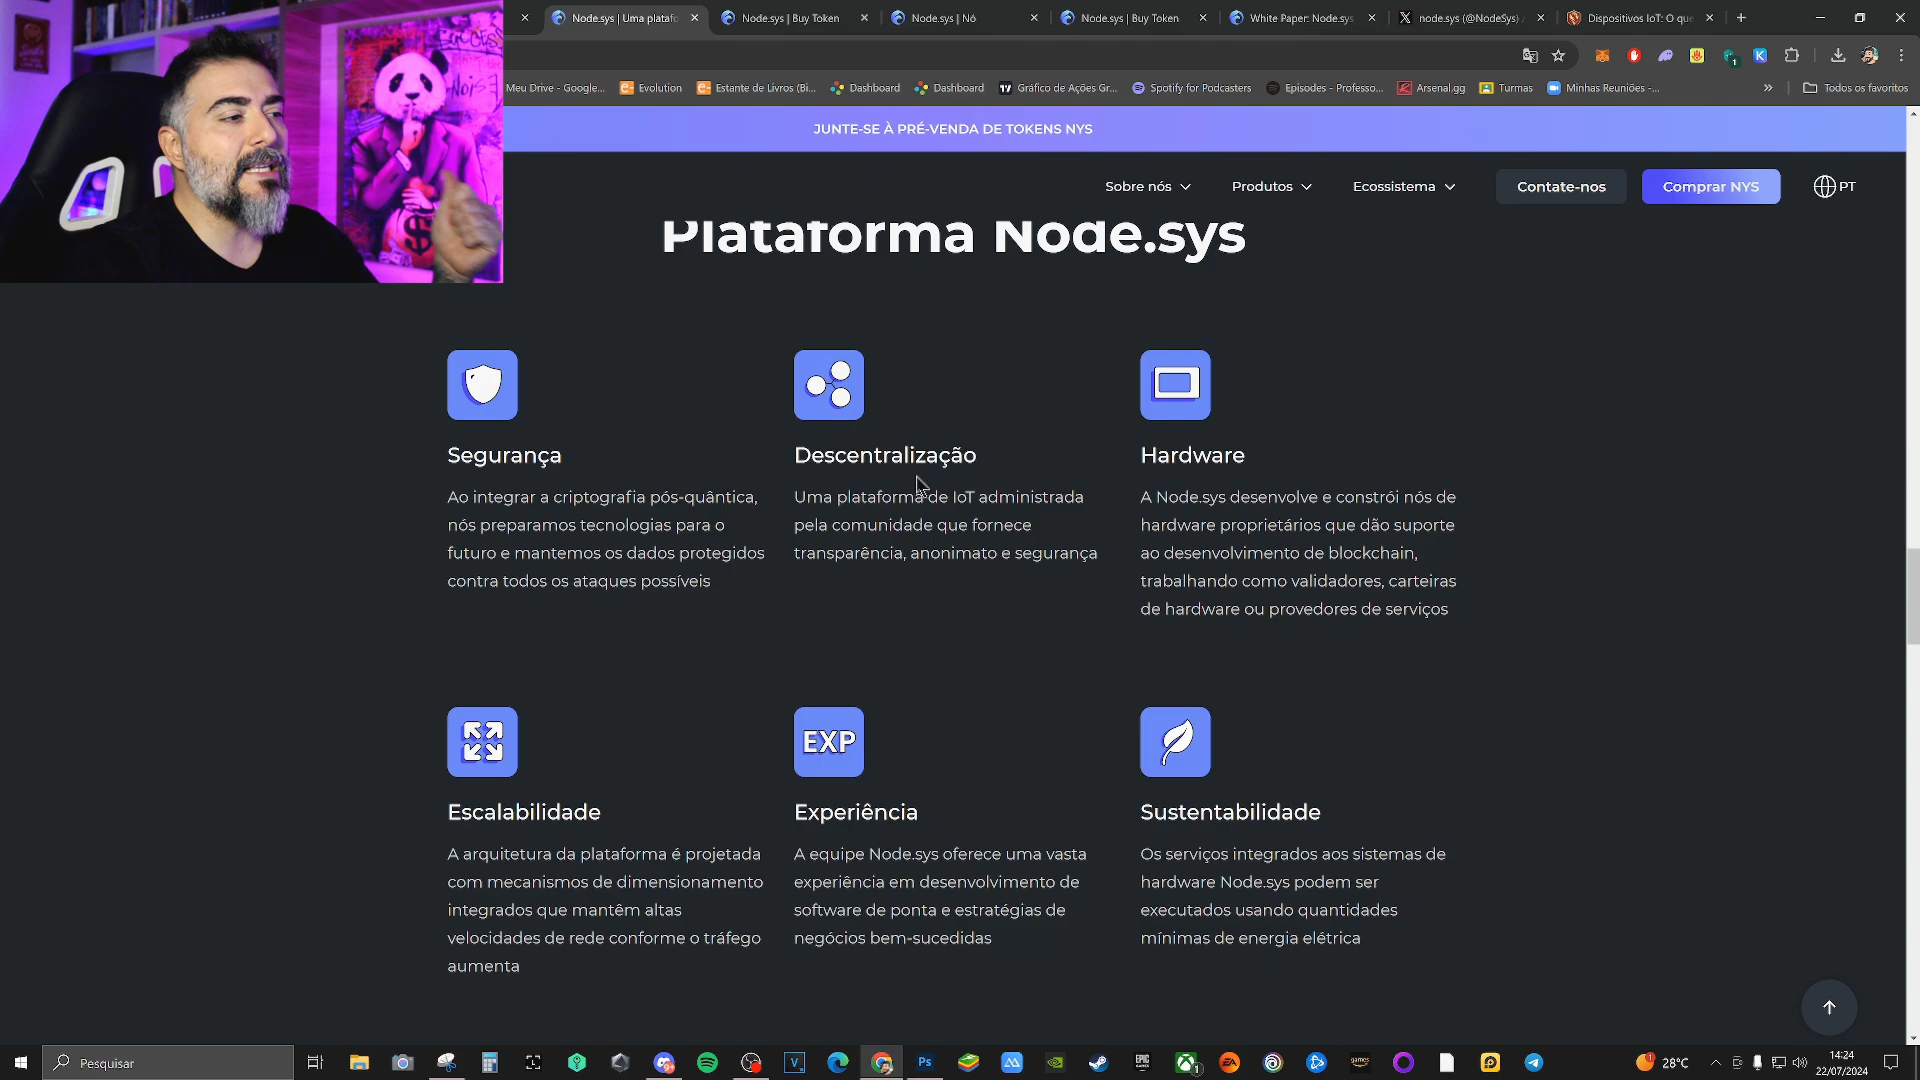 Node.sys | Uma platafo
Node.sys | Buy Token
Node.sys | Nó
Node.sys | Buy Token
White Paper: Node.sys
node.sys (@NodeSys)
Dispositivos IoT: O que
Meu Drive - Google...
Evolution
Estante de Livros (Bi...
Dashboard
Dashboard
Gráfico de Ações Gr...
Spotify for Podcasters
Episodes - Professo...
Arsenal.gg
Turmas
Minhas Reuniões -...
Todos os favoritos
JUNTE-SE À PRÉ-VENDA DE TOKENS NYS
Sobre nós
Produtos
Ecossistema
Contate-nos
Comprar NYS
PT
Plataforma Node.sys
Segurança
Ao integrar a criptografia pós-quântica,
nós preparamos tecnologias para o
futuro e mantemos os dados protegidos
contra todos os ataques possíveis
Descentralização
Uma plataforma de IoT administrada
pela comunidade que fornece
transparência, anonimato e segurança
Hardware
A Node.sys desenvolve e constrói nós de
hardware proprietários que dão suporte
ao desenvolvimento de blockchain,
trabalhando como validadores, carteiras
de hardware ou provedores de serviços
EXP
Escalabilidade
A arquitetura da plataforma é projetada
com mecanismos de dimensionamento
integrados que mantêm altas
velocidades de rede conforme o tráfego
aumenta
Experiência
A equipe Node.sys oferece uma vasta
experiência em desenvolvimento de
software de ponta e estratégias de
negócios bem-sucedidas
Sustentabilidade
Os serviços integrados aos sistemas de
hardware Node.sys podem ser
executados usando quantidades
mínimas de energia elétrica
Pesquisar
28°C
14:24
22/07/2024